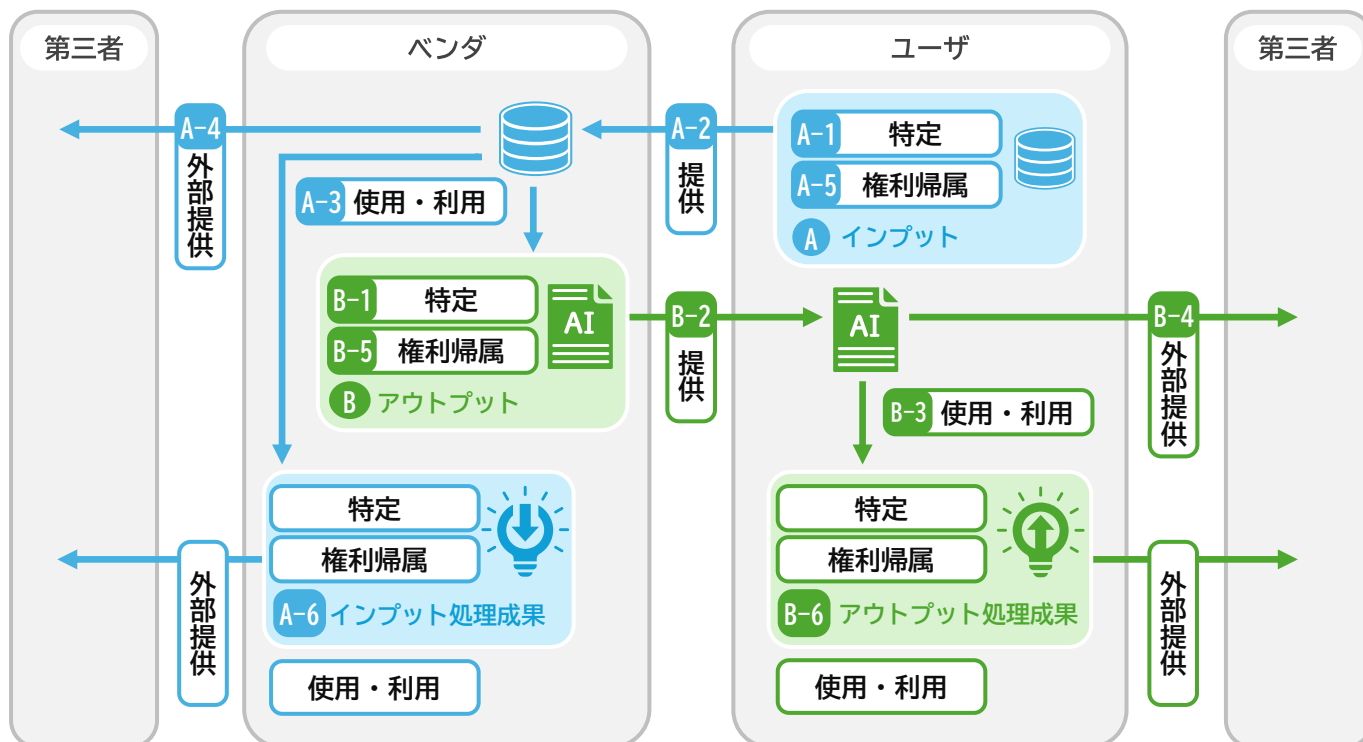 第三者
ベンダ
ユーザ
第三者
A-4
外部提供
A-2
提供
A-1 特定
A-5 権利帰属
A インプット
A-3 使用・利用
B-1 特定
B-5 権利帰属
B アウトプット
AI
B-2
提供
AI
B-4
外部提供
B-3 使用・利用
特定
権利帰属
A-6 インプット処理成果
使用・利用
外部提供
特定
権利帰属
B-6 アウトプット処理成果
使用・利用
外部提供